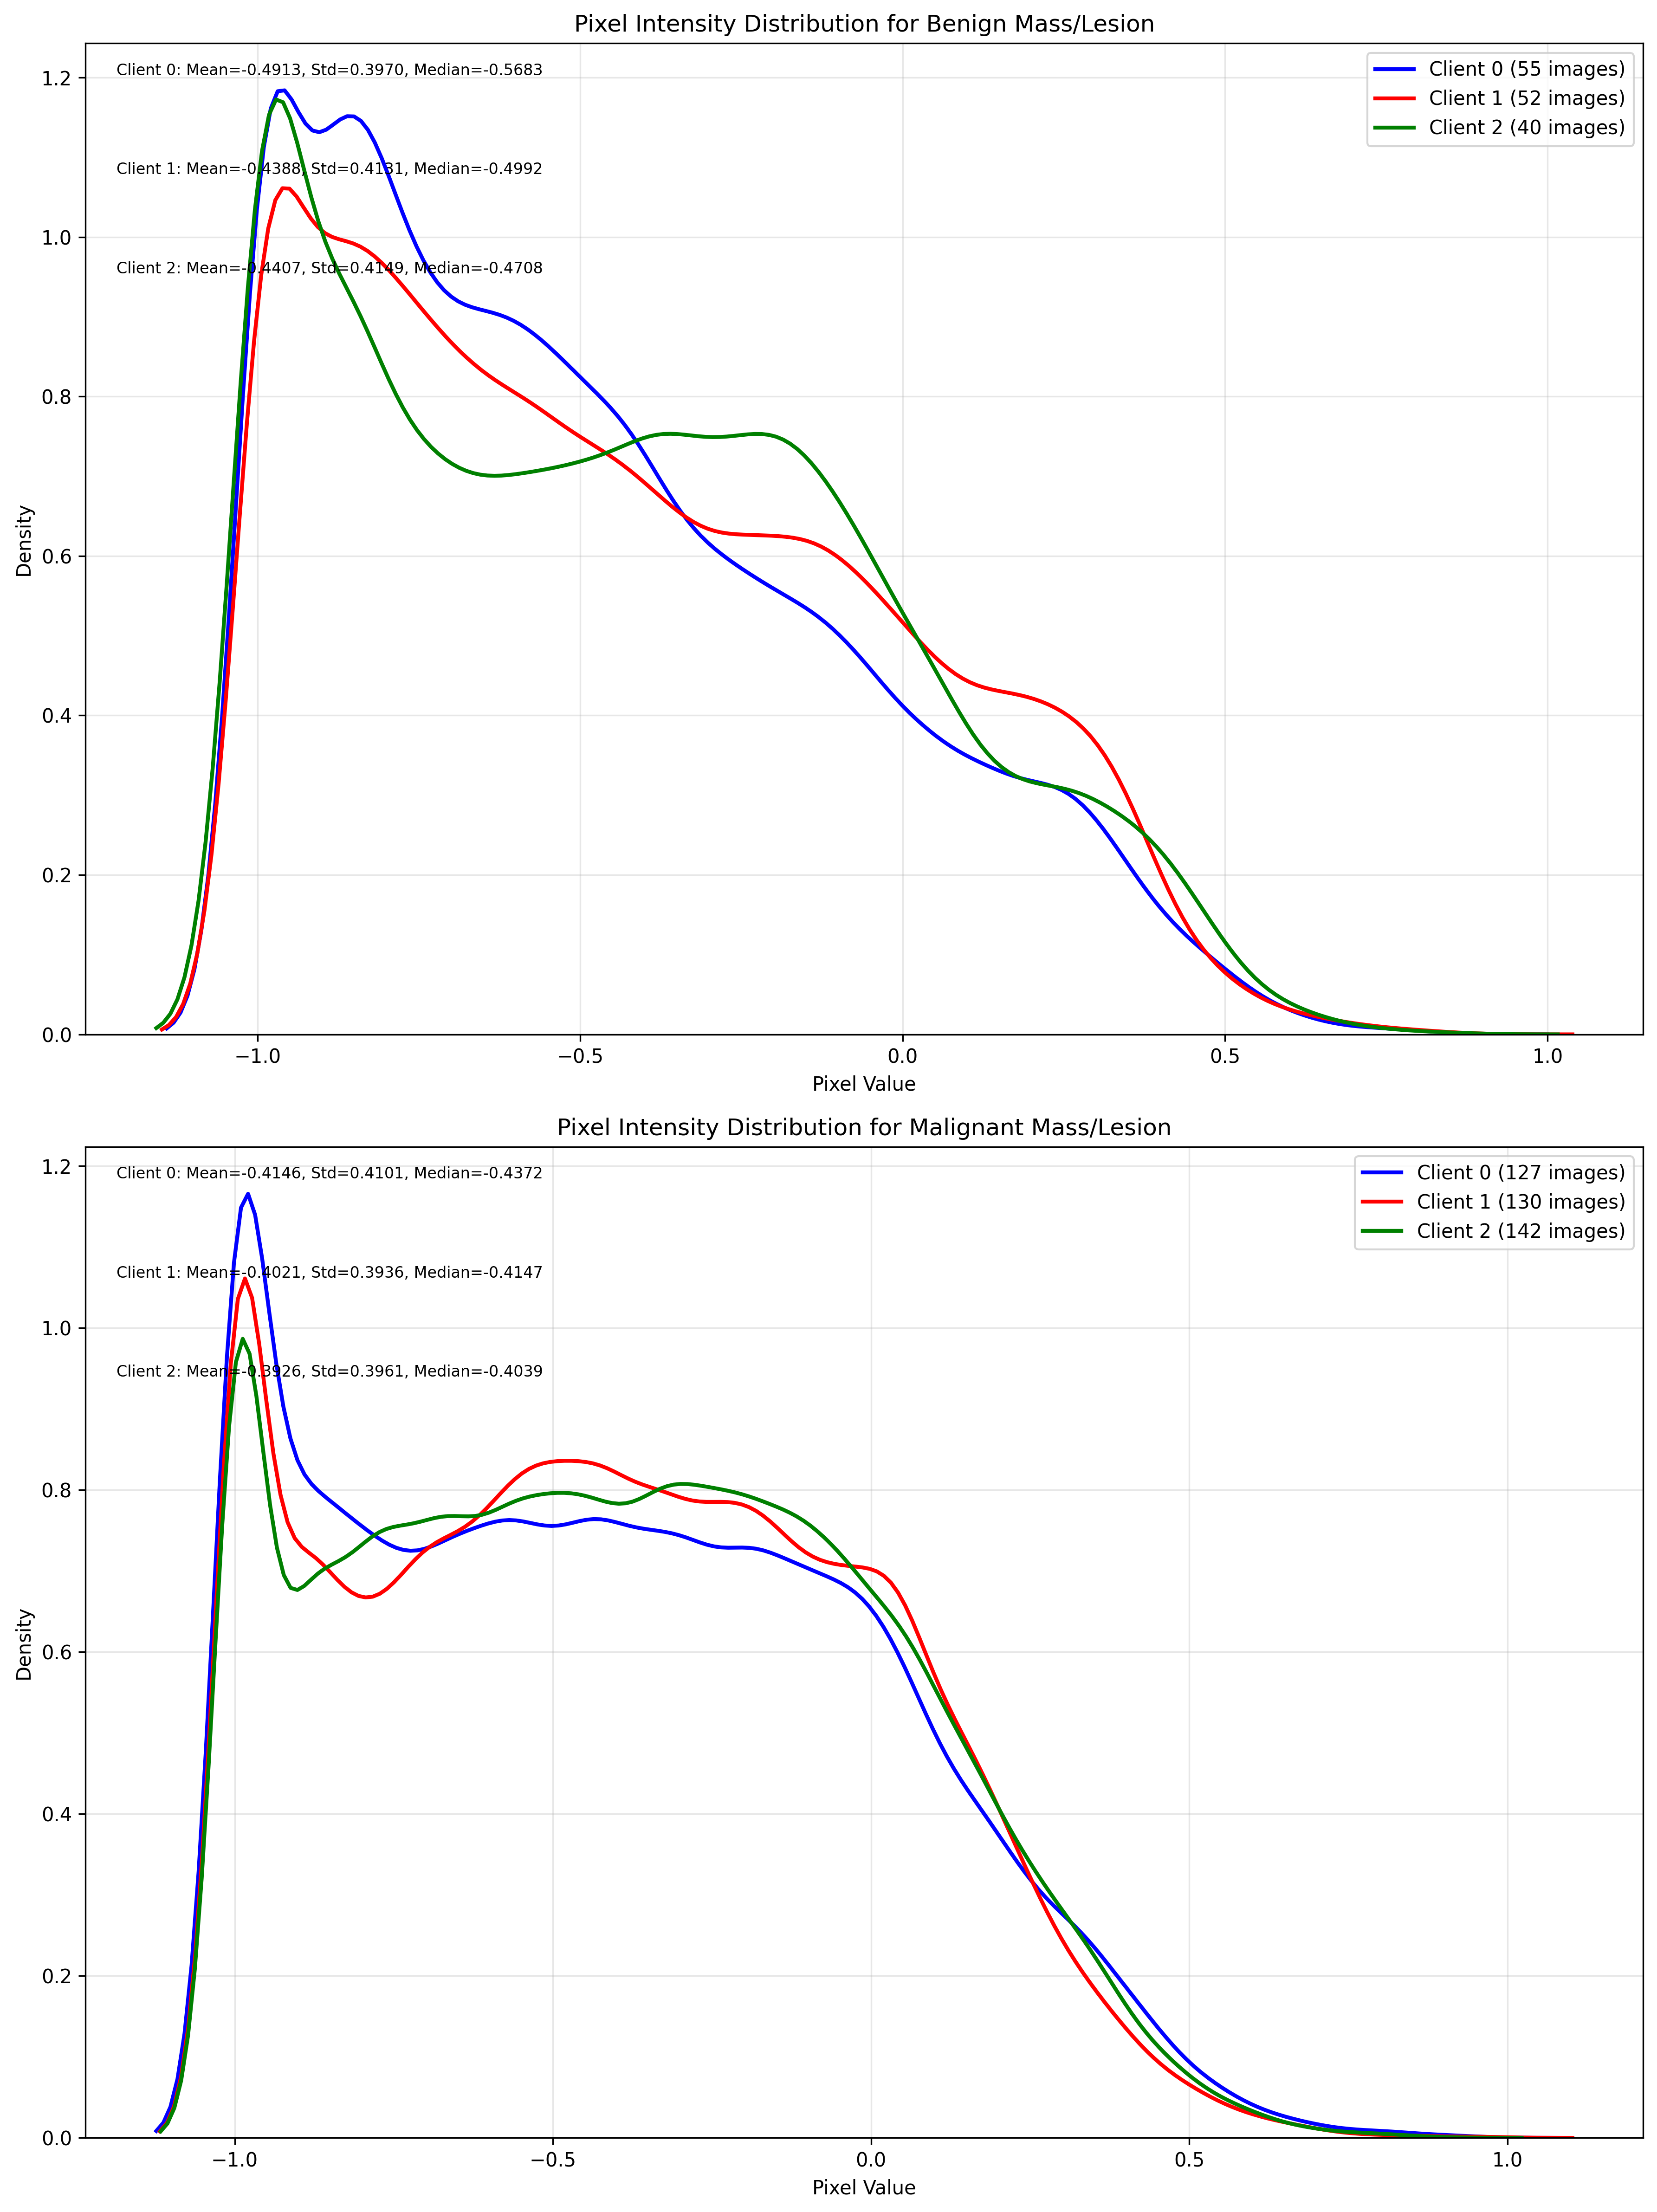 Pixel Intensity Distribution for Benign Mass/Lesion
Client 0: Mean=-0.4913, Std=0.3970, Median=-0.5683
Client 1: Mean=-0.4388, Std=0.4131, Median=-0.4992
Client 2: Mean=-0.4407, Std=0.4149, Median=-0.4708
Client 0 (55 images)
Client 1 (52 images)
Client 2 (40 images)
Density
1.2
1.0
0.8
0.6
0.4
0.2
0.0
−1.0 −0.5 0.0 0.5 1.0
Pixel Value
Pixel Intensity Distribution for Malignant Mass/Lesion
Client 0: Mean=-0.4146, Std=0.4101, Median=-0.4372
Client 1: Mean=-0.4021, Std=0.3936, Median=-0.4147
Client 2: Mean=-0.3926, Std=0.3961, Median=-0.4039
Client 0 (127 images)
Client 1 (130 images)
Client 2 (142 images)
Density
1.2
1.0
0.8
0.6
0.4
0.2
0.0
−1.0 −0.5 0.0 0.5 1.0
Pixel Value